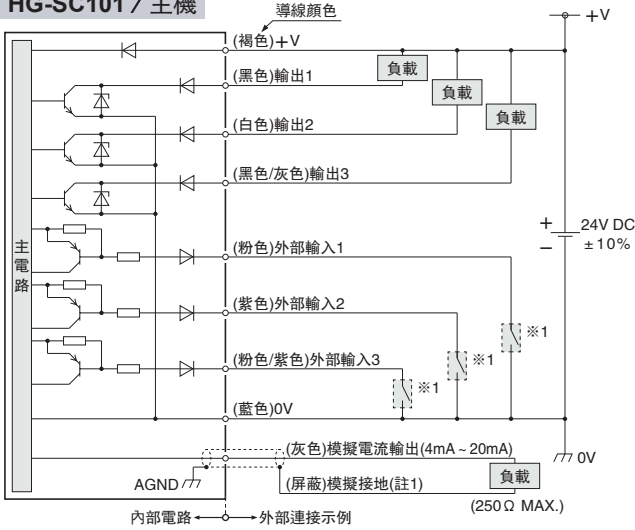 HG-SC101 / 主機
導線顏色
+V
(褐色)+V
(黑色)輸出1
負載
(白色)輸出2
負載
(黑色/灰色)輸出3
負載
主電路
+
−
24V DC
±10%
(粉色)外部輸入1
※1
(紫色)外部輸入2
※1
(粉色/紫色)外部輸入3
※1
(藍色)0V
0V
(灰色)模擬電流輸出(4mA~20mA)
負載
AGND
(屏蔽)模擬接地(註1)
(250Ω MAX.)
內部電路
外部連接示例